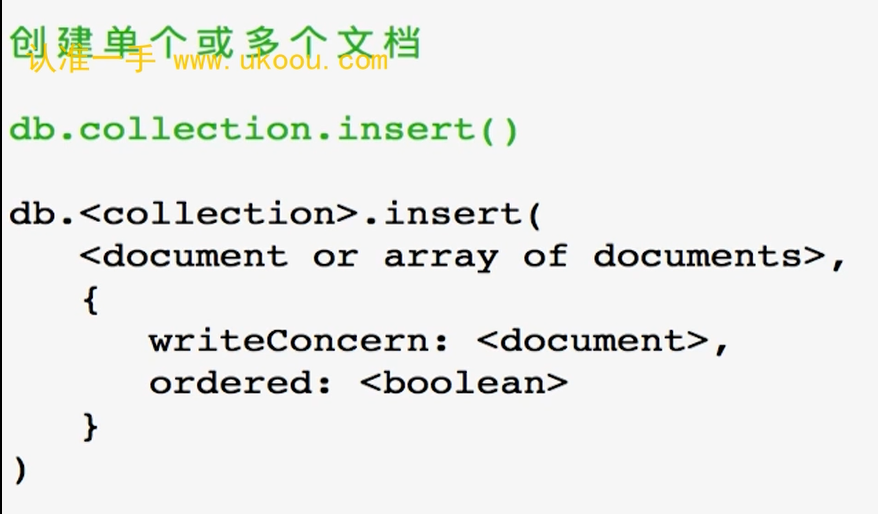 创建单个或多个文档
认准一手 www.ukoou.com
db.collection.insert()
db.<collection>.insert(
<document or array of documents>,
{
writeConcern: <document>,
ordered: <boolean>
}
)